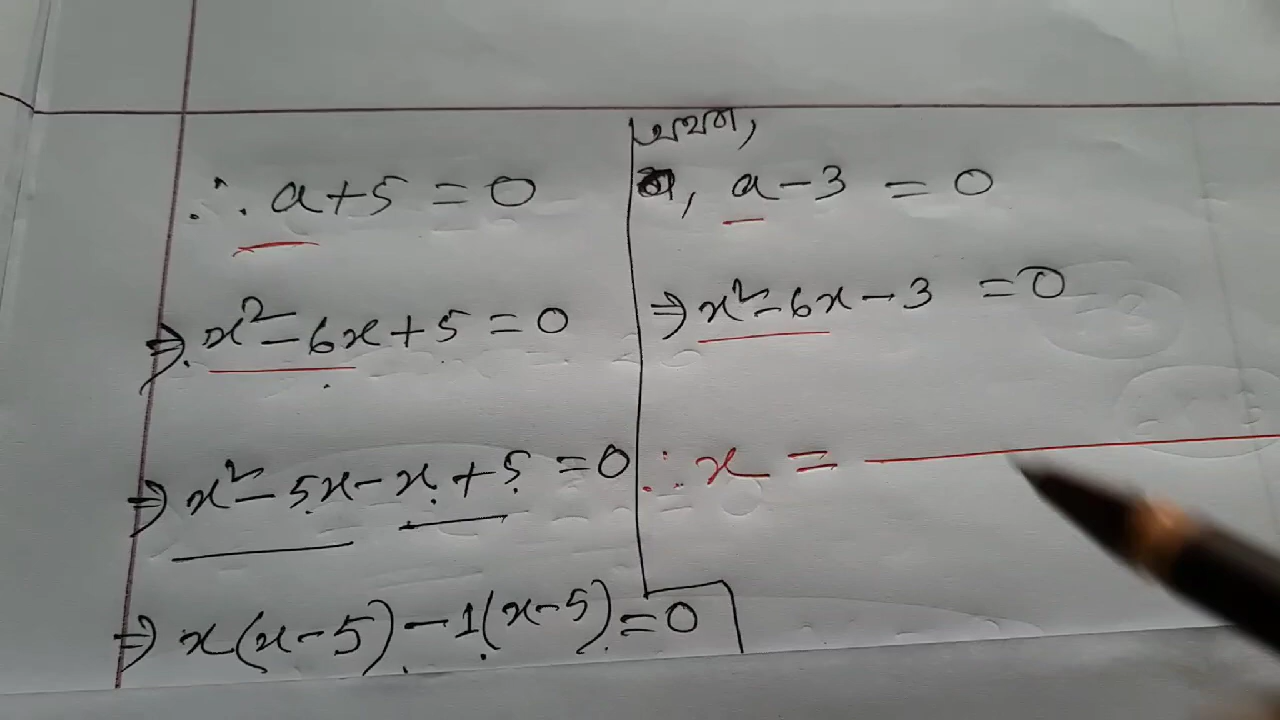 ∴ a+5 = 0
⇒ x² - 6x + 5 = 0
⇒ x² - 5x - x + 5 = 0
⇒ x(x-5) - 1(x-5) = 0
a - 3 = 0
⇒ x² - 6x - 3 = 0
∴ x =